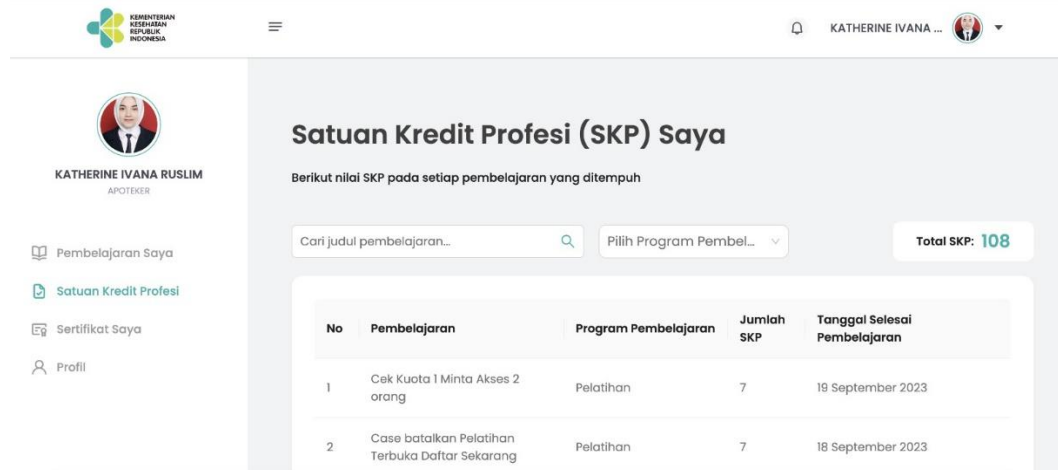 KEMENTERIAN
KESEHATAN
REPUBLIK
INDONESIA
KATHERINE IVANA ...
KATHERINE IVANA RUSLIM
APOTEKER
Pembelajaran Saya
Satuan Kredit Profesi
Sertifikat Saya
Profil
Satuan Kredit Profesi (SKP) Saya
Berikut nilai SKP pada setiap pembelajaran yang ditempuh
Cari judul pembelajaran...
Pilih Program Pembel...
Total SKP: 108
No Pembelajaran Program Pembelajaran Jumlah SKP Tanggal Selesai Pembelajaran
1 Cek Kuota 1 Minta Akses 2 orang Pelatihan 7 19 September 2023
2 Case batalkan Pelatihan Terbuka Daftar Sekarang Pelatihan 7 18 September 2023